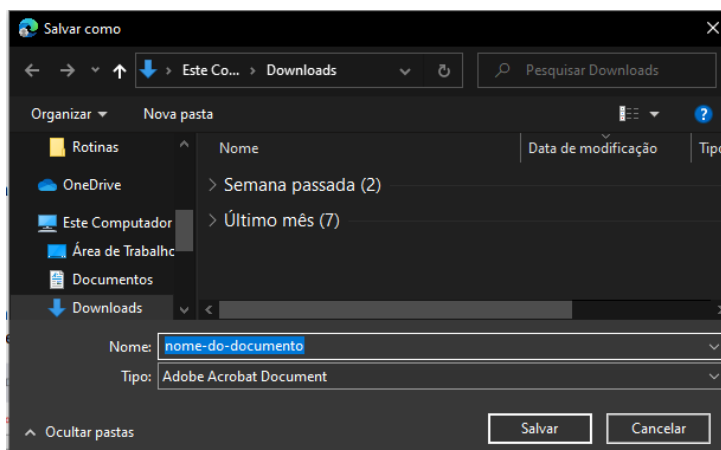 Salvar como
Este Co... > Downloads
Pesquisar Downloads
Organizar
Nova pasta
Rotinas
Nome
Data de modificação
OneDrive
Semana passada (2)
Este Computador
Último mês (7)
Área de Trabalho
Documentos
Downloads
Nome: nome-do-documento
Tipo: Adobe Acrobat Document
Ocultar pastas
Salvar
Cancelar